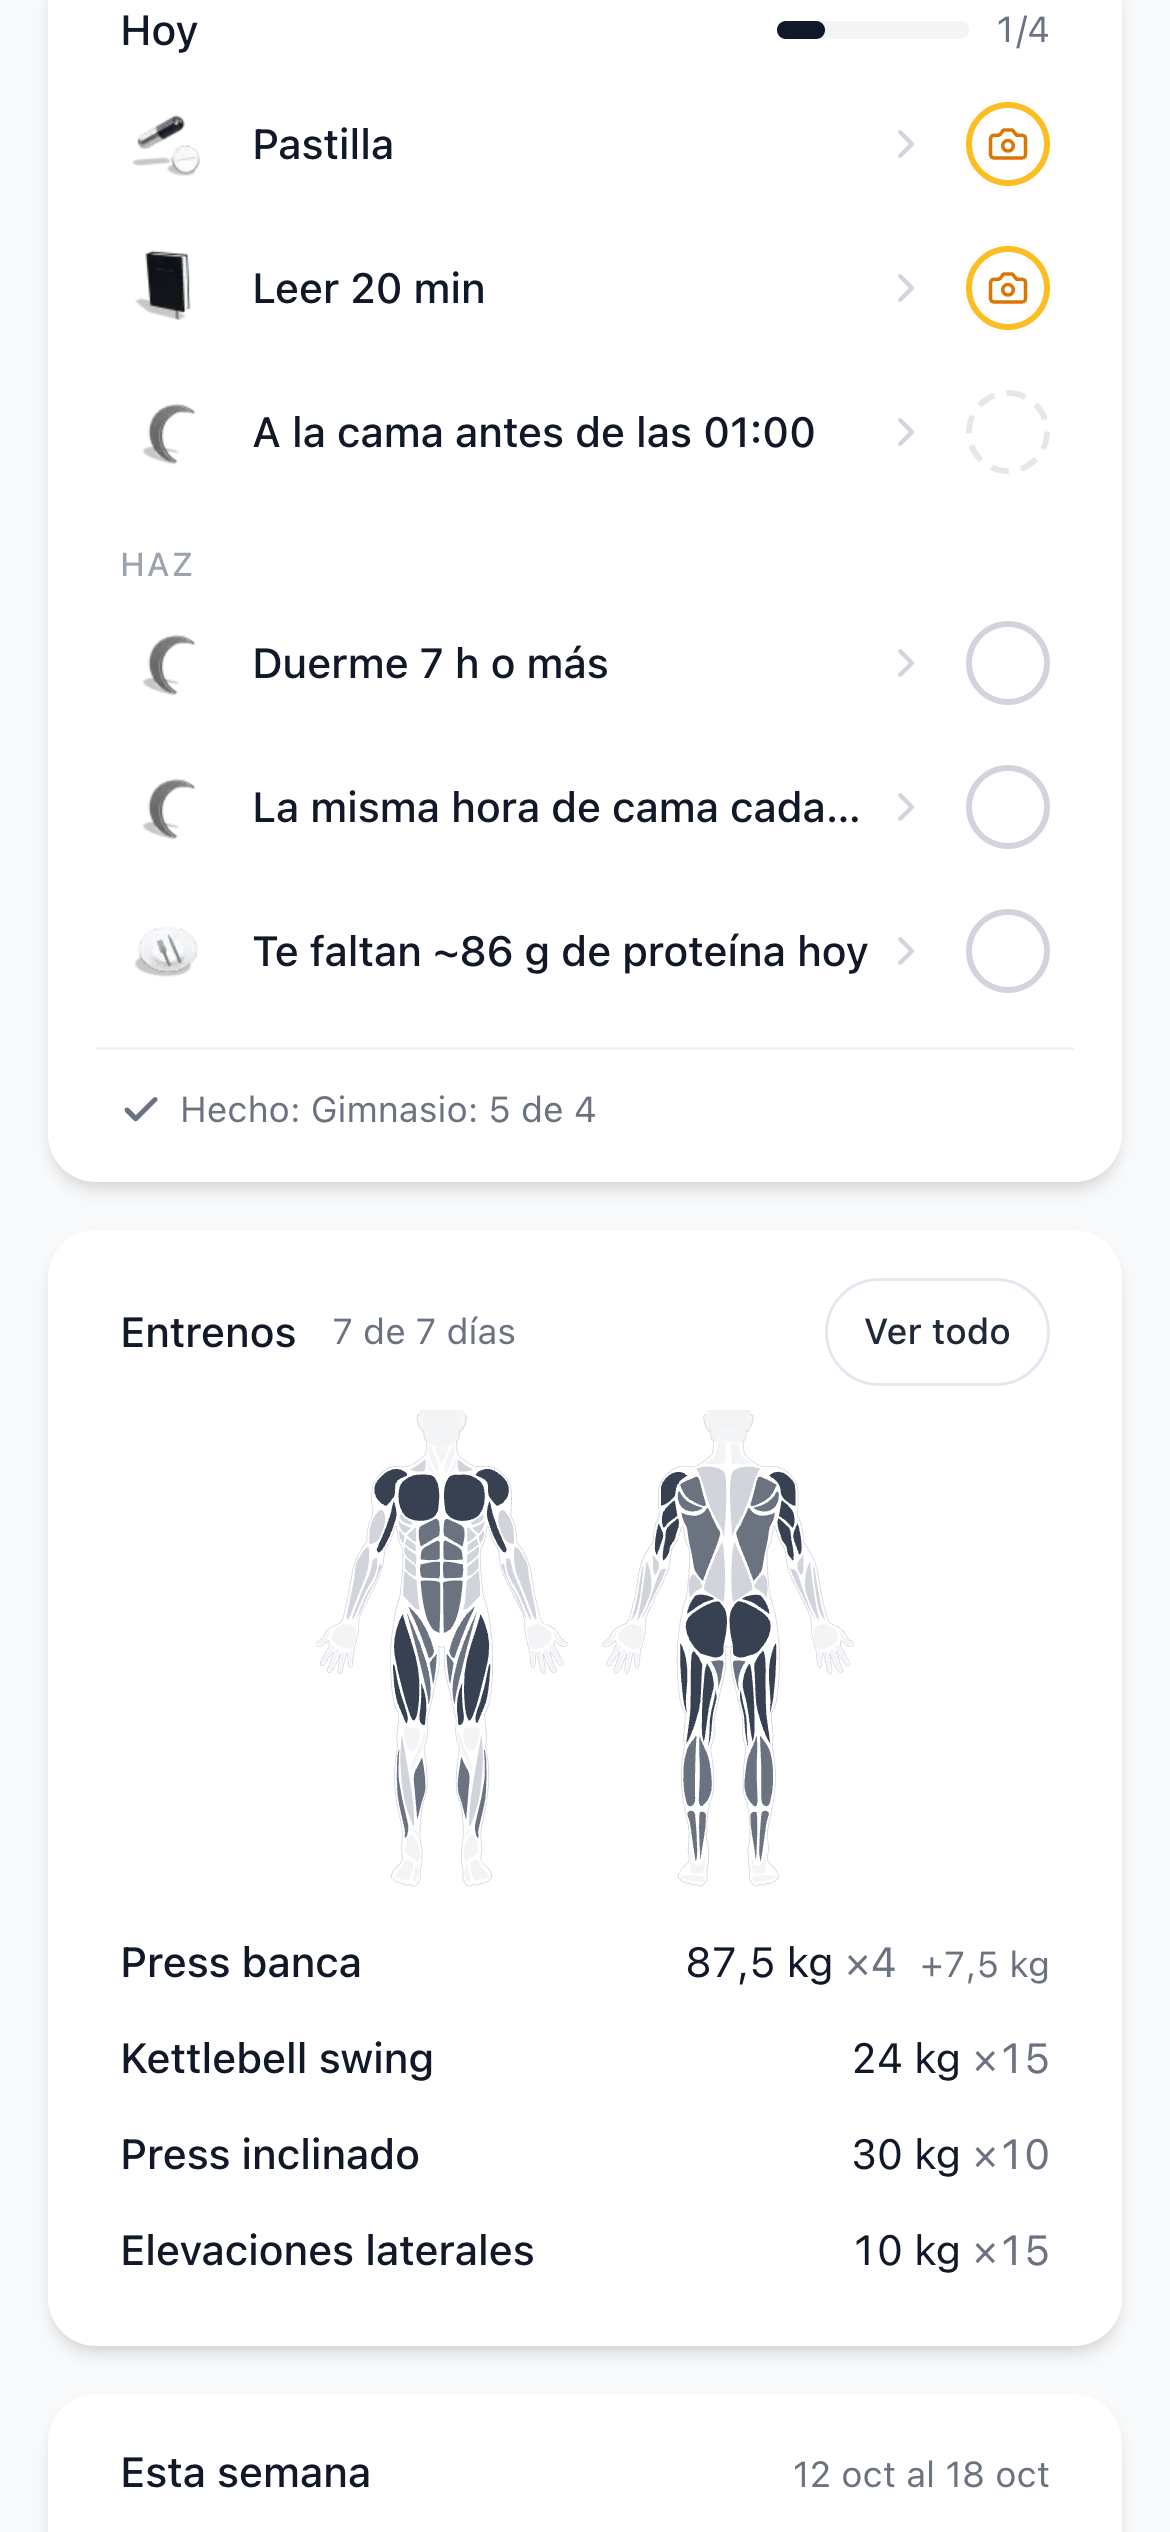 Hoy
1/4
Pastilla
Leer 20 min
A la cama antes de las 01:00
HAZ
Duerme 7 h o más
La misma hora de cama cada...
Te faltan ~86 g de proteína hoy
Hecho: Gimnasio: 5 de 4
Entrenos 7 de 7 días
Ver todo
Press banca 87,5 kg ×4 +7,5 kg
Kettlebell swing 24 kg ×15
Press inclinado 30 kg ×10
Elevaciones laterales 10 kg ×15
Esta semana 12 oct al 18 oct